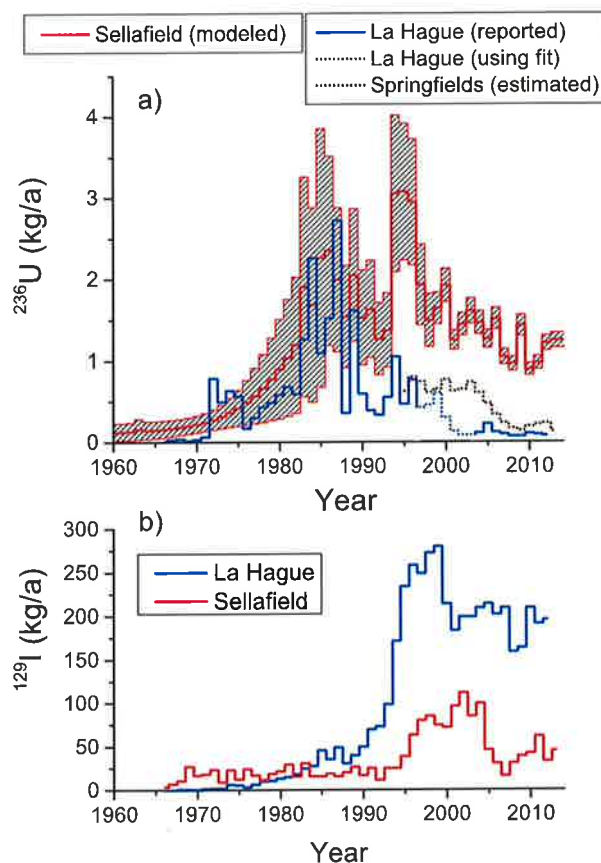 Sellafield (modeled)
La Hague (reported)
La Hague (using fit)
Springfields (estimated)
a)
4
3
2
1
0
²³⁶U (kg/a)
1960 1970 1980 1990 2000 2010
Year
b)
La Hague
Sellafield
300
250
200
150
100
50
0
¹²⁹I (kg/a)
1960 1970 1980 1990 2000 2010
Year